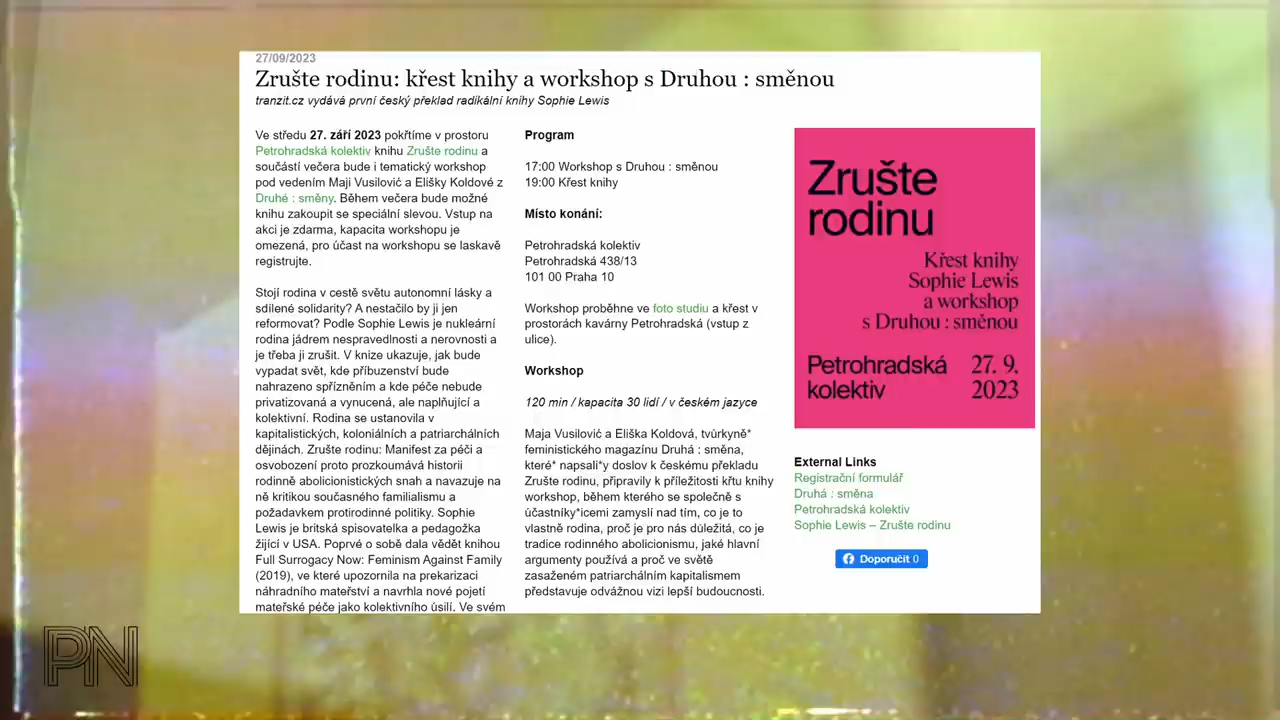 27/09/2023
Zrušte rodinu: křest knihy a workshop s Druhou : směnou
tranzit.cz vydává první český překlad radikální knihy Sophie Lewis
Ve středu 27. září 2023 pokřtíme v prostoru
Petrohradská kolektiv knihu Zrušte rodinu a
součástí večera bude i tematický workshop
pod vedením Maji Vusilović a Elišky Koldové z
Druhé : směny. Během večera bude možné
knihu zakoupit se speciální slevou. Vstup na
akci je zdarma, kapacita workshopu je
omezená, pro účast na workshopu se laskavě
registrujte.
Stojí rodina v cestě světu autonomní lásky a
sdílené solidarity? A nestačilo by ji jen
reformovat? Podle Sophie Lewis je nukleární
rodina jádrem nespravedlnosti a nerovnosti a
je třeba ji zrušit. V knize ukazuje, jak bude
vypadat svět, kde příbuzenství bude
nahrazeno spřízněním a kde péče nebude
privatizovaná a vynucená, ale naplňující a
kolektivní. Rodina se ustanovila v
kapitalistických, koloniálních a patriarchálních
dějinách. Zrušte rodinu: Manifest za péči a
osvobození proto prozkoumává historii
rodinně abolicionistických snah a navazuje na
ně kritikou současného familialismu a
požadavkem protirodinné politiky. Sophie
Lewis je britská spisovatelka a pedagožka
žijící v USA. Poprvé o sobě dala vědět knihou
Full Surrogacy Now: Feminism Against Family
(2019), ve které upozornila na prekarizaci
náhradního mateřství a navrhla nové pojetí
mateřské péče jako kolektivního úsilí. Ve svém
Program
17:00 Workshop s Druhou : směnou
19:00 Křest knihy
Místo konání:
Petrohradská kolektiv
Petrohradská 438/13
101 00 Praha 10
Workshop proběhne ve foto studiu a křest v
prostorách kavárny Petrohradská (vstup z
ulice).
Workshop
120 min / kapacita 30 lidí / v českém jazyce
Maja Vusilović a Eliška Koldová, tvůrkyně*
feministického magazínu Druhá : směna,
které* napsali*y doslov k českému překladu
Zrušte rodinu, připravily k příležitosti křtu knihy
workshop, během kterého se společně s
účastníky*icemi zamyslí nad tím, co je to
vlastně rodina, proč je pro nás důležitá, co je
tradice rodinného abolicionismu, jaké hlavní
argumenty používá a proč ve světě
zasaženém patriarchálním kapitalismem
představuje odvážnou vizi lepší budoucnosti.
Zrušte
rodinu
Křest knihy
Sophie Lewis
a workshop
s Druhou : směnou
Petrohradská 27. 9.
kolektiv 2023
External Links
Registrační formulář
Druhá : směna
Petrohradská kolektiv
Sophie Lewis – Zrušte rodinu
Doporučit 0
PN